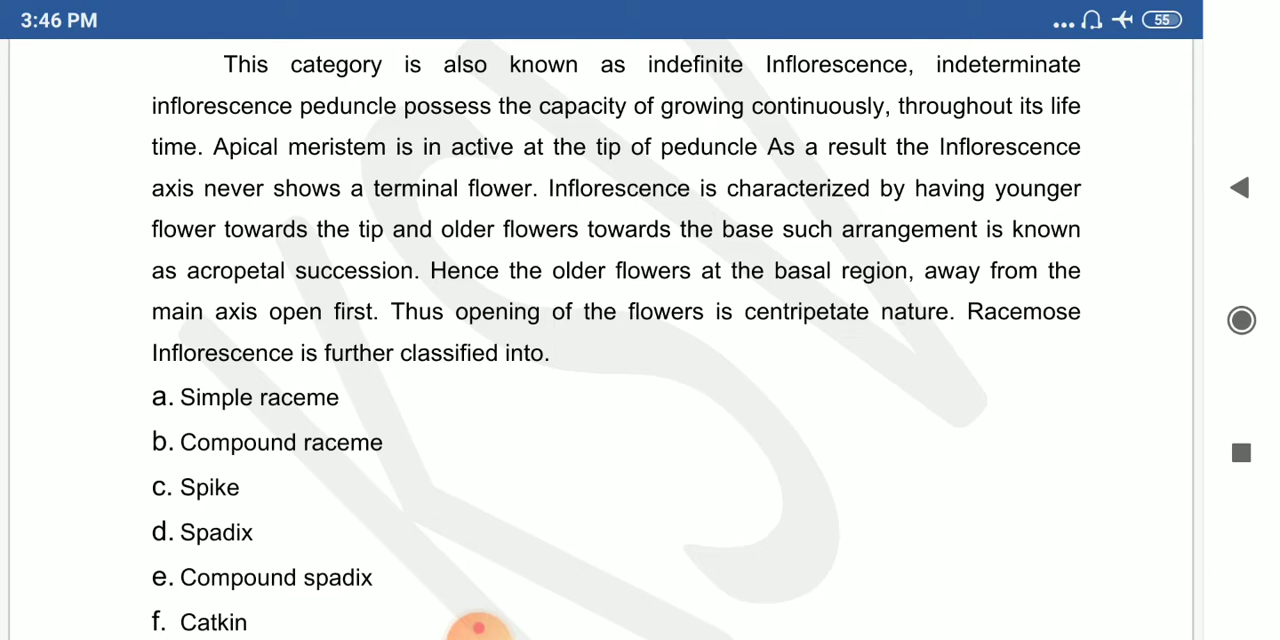 3:46 PM
... 55
This category is also known as indefinite Inflorescence, indeterminate
inflorescence peduncle possess the capacity of growing continuously, throughout its life
time. Apical meristem is in active at the tip of peduncle As a result the Inflorescence
axis never shows a terminal flower. Inflorescence is characterized by having younger
flower towards the tip and older flowers towards the base such arrangement is known
as acropetal succession. Hence the older flowers at the basal region, away from the
main axis open first. Thus opening of the flowers is centripetate nature. Racemose
Inflorescence is further classified into.
a. Simple raceme
b. Compound raceme
c. Spike
d. Spadix
e. Compound spadix
f. Catkin
KSV